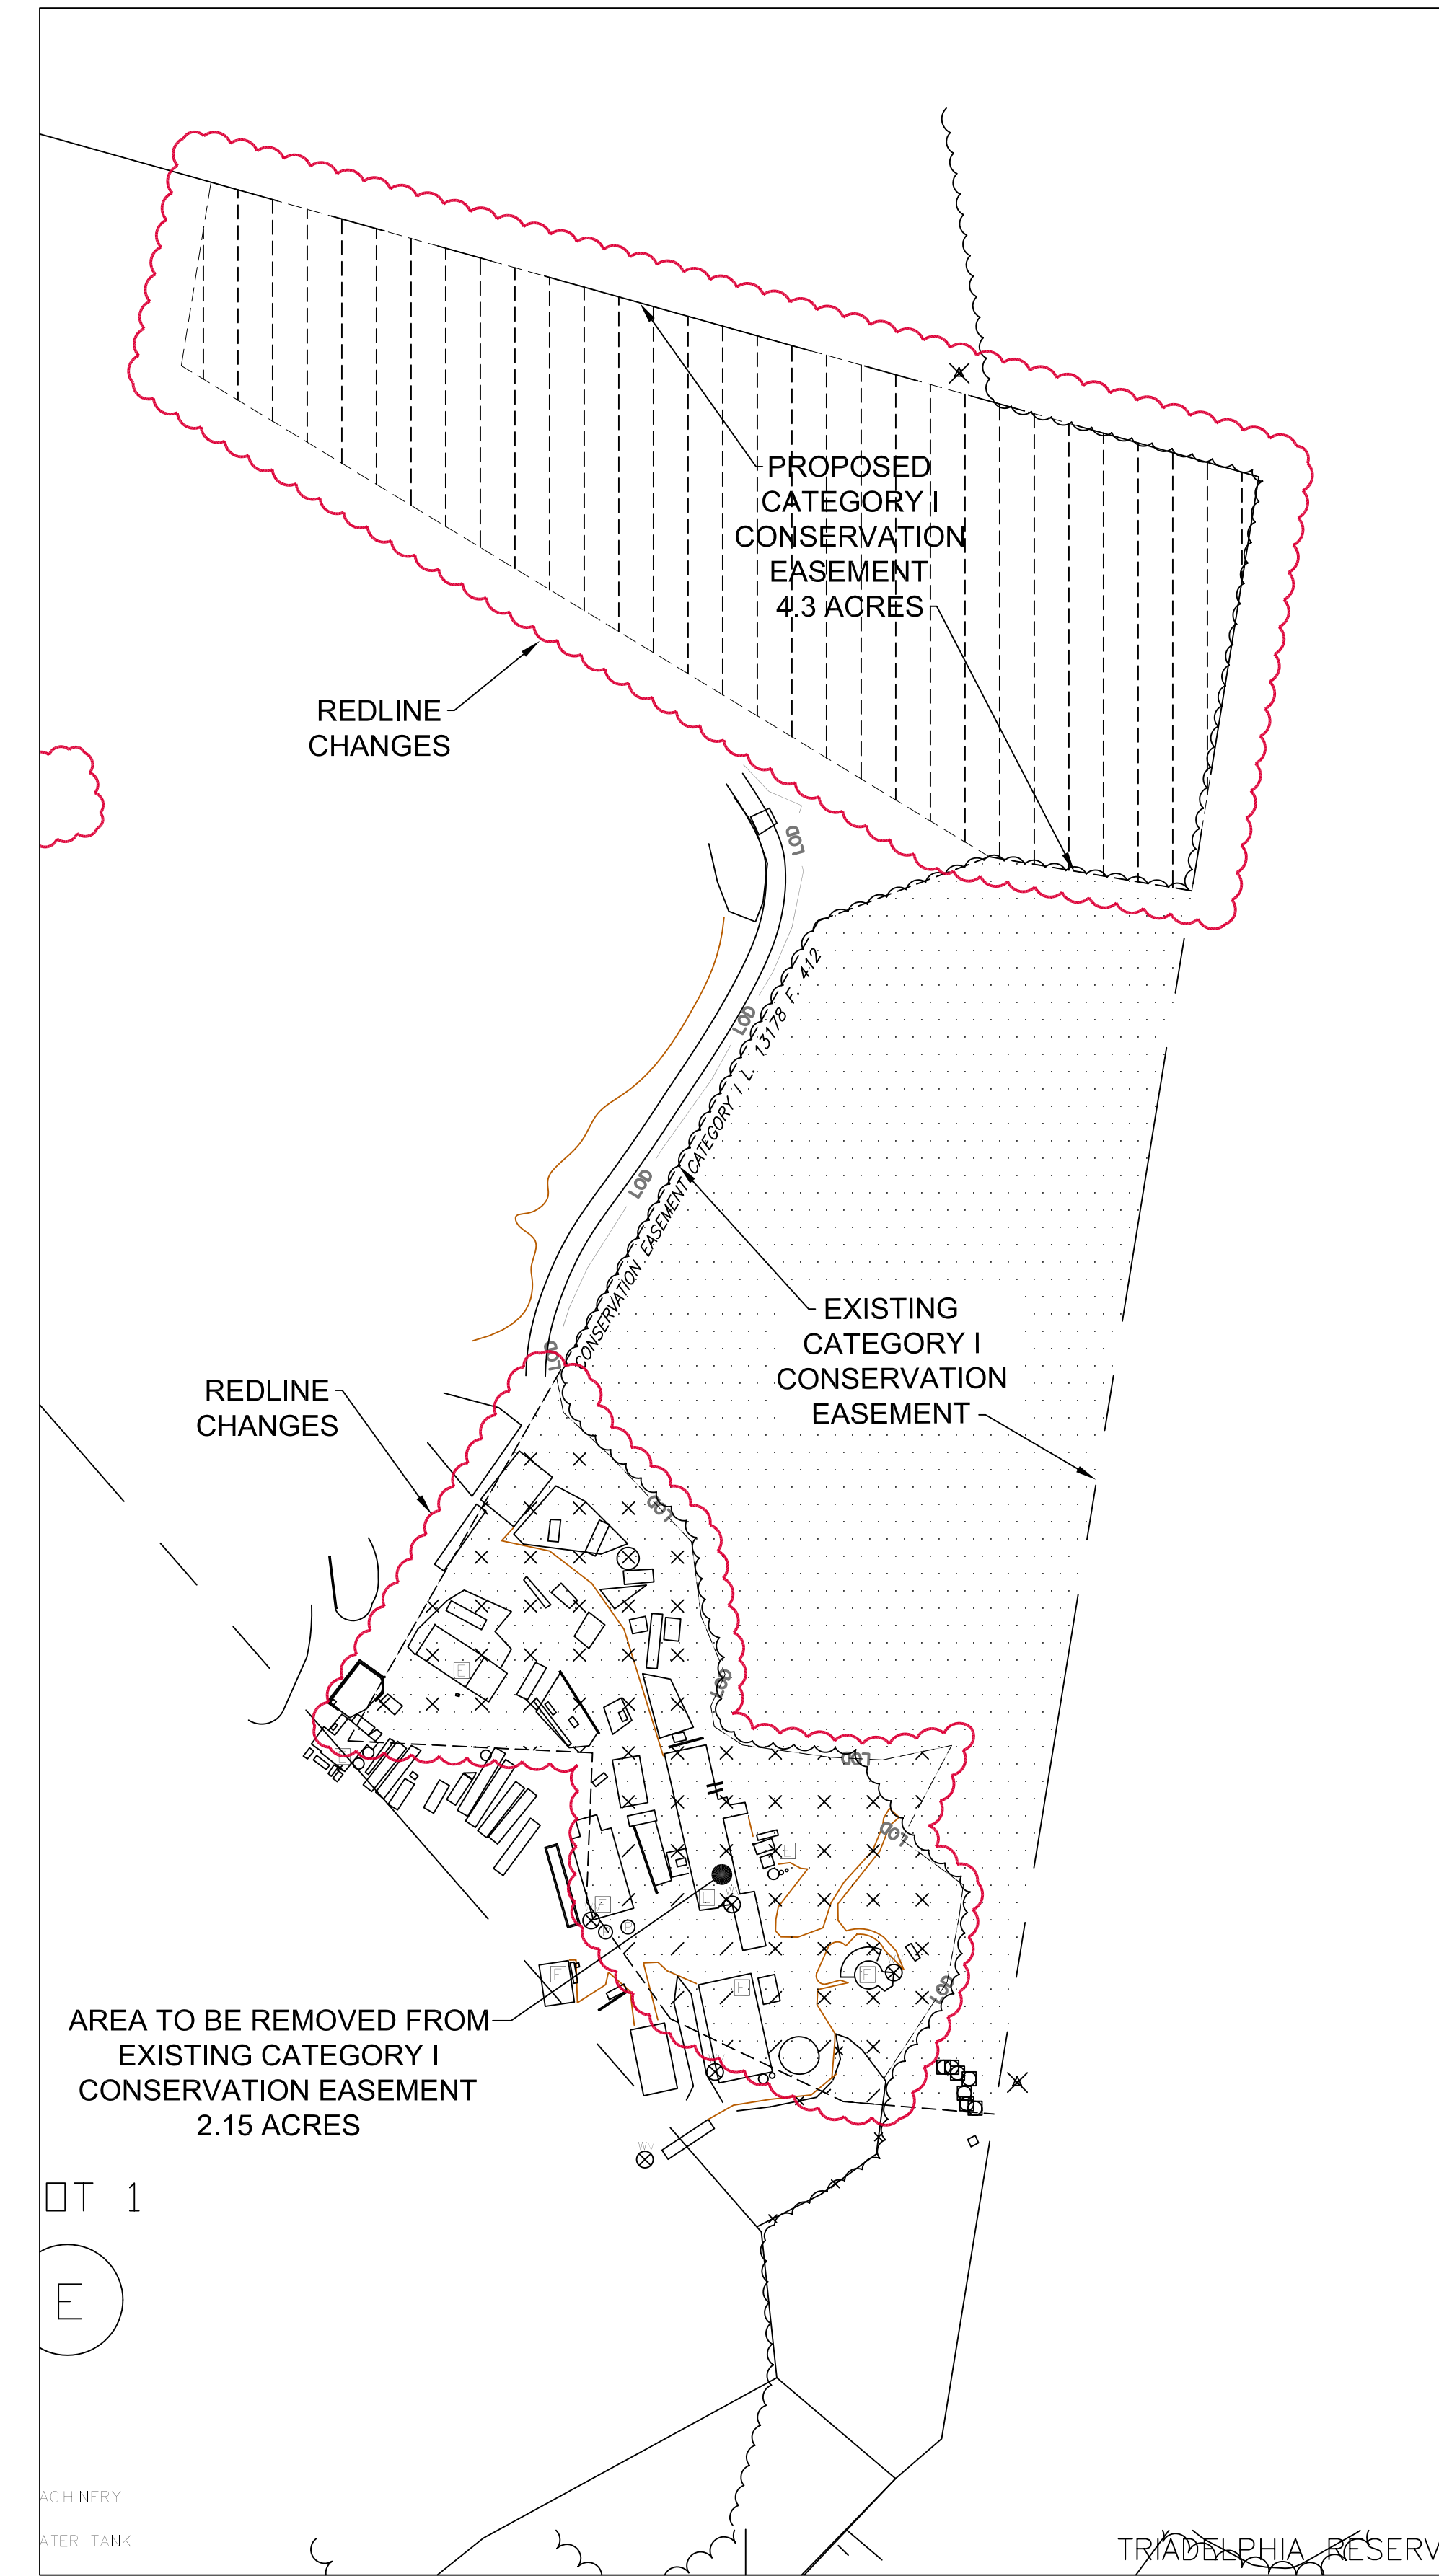 PROPOSED
CATEGORY I
CONSERVATION
EASEMENT
4.3 ACRES
REDLINE
CHANGES
LOD
LOD
CONSERVATION EASEMENT CATEGORY I L. 13178 F. 412
LOD
EXISTING
CATEGORY I
CONSERVATION
EASEMENT
LOD
REDLINE
CHANGES
LOD
E
LOD
E
LOD
LOD
E
E
E
E
E
E
LOD
AREA TO BE REMOVED FROM
EXISTING CATEGORY I
CONSERVATION EASEMENT
2.15 ACRES
OT 1
E
ACHINERY
ATER TANK
TRIADELPHIA RESERV